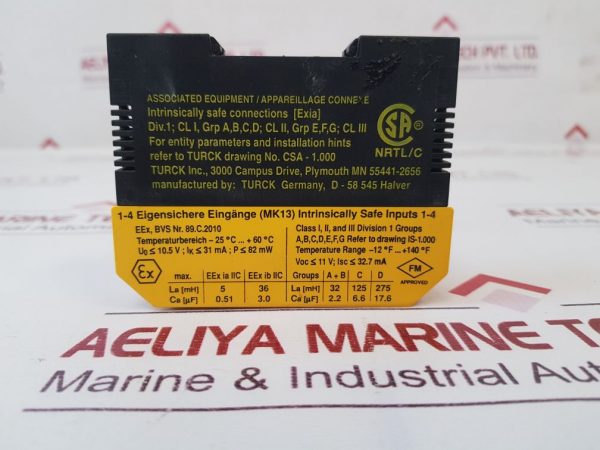 ASSOCIATED EQUIPMENT / APPAREILLAGE CONNEXE
Intrinsically safe connections [Exia]
Div.1; CL I, Grp A,B,C,D; CL II, Grp E,F,G; CL III
For entity parameters and installation hints
refer to TURCK drawing No. CSA - 1.000
TURCK Inc., 3000 Campus Drive, Plymouth MN 55441-2656
manufactured by: TURCK Germany, D - 58 545 Halver
SA
NRTL/C
1-4 Eigensichere Eingänge (MK13) Intrinsically Safe Inputs 1-4
EEx, BVS Nr. 89.C.2010
Temperaturbereich – 25 °C ... + 60 °C
U0 ≤ 10.5 V ; IK ≤ 31 mA ; P ≤ 82 mW
Class I, II, and III Division 1 Groups
A,B,C,D,E,F,G Refer to drawing IS-1.000
Temperature Range –12 °F ... +140 °F
Voc ≤ 11 V; Isc ≤ 32.7 mA
Ex
FM
APPROVED
max. EEx ia IIC EEx ib IIC Groups A + B C D
La [mH] 5 36 La [mH] 32 125 275
Ca [µF] 0.51 3.0 Ca [µF] 2.2 6.6 17.6
AELIYA MARINE TE
Marine & Industrial Auto